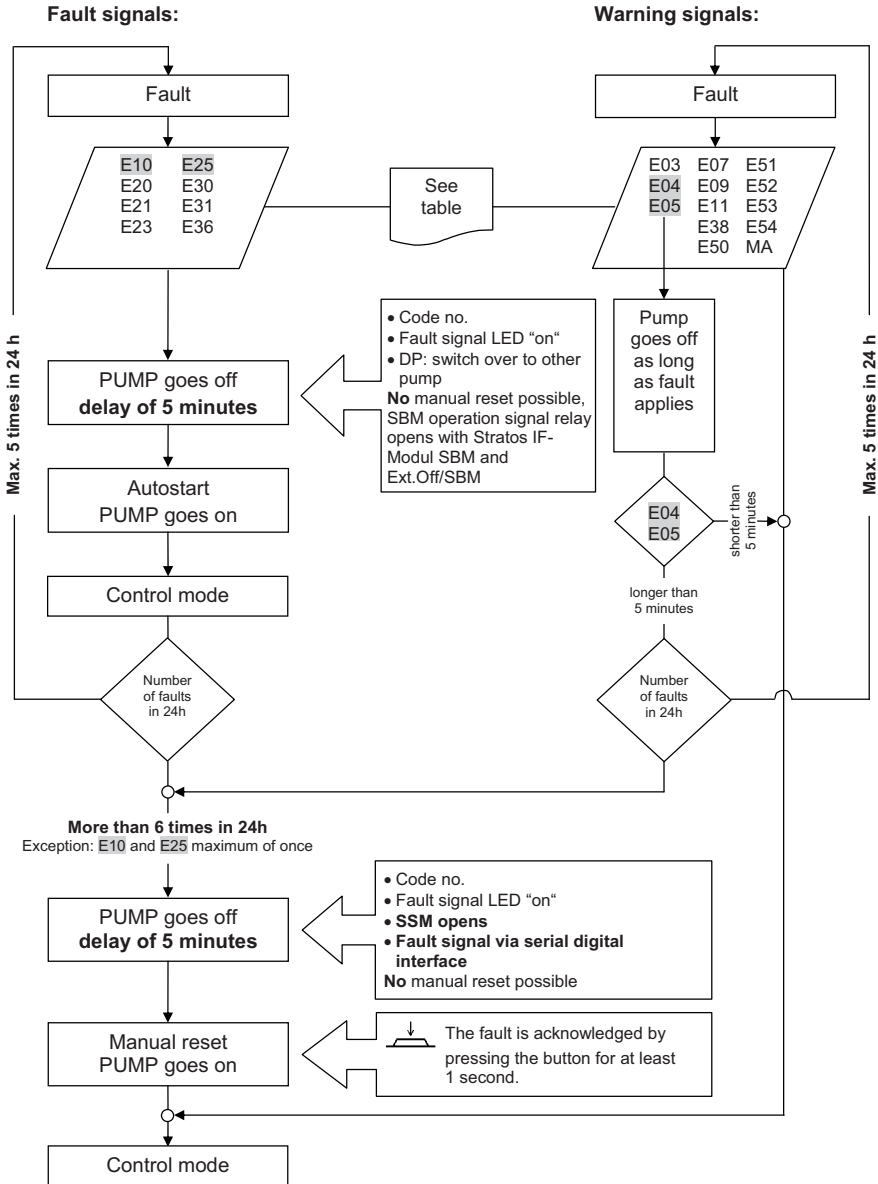 Fault signals:
Warning signals:
Fault
Fault
E10 E25
E20 E30
E21 E31
E23 E36
See
table
E03 E07 E51
E04 E09 E52
E05 E11 E53
E38 E54
E50 MA
Max. 5 times in 24 h
PUMP goes off
delay of 5 minutes
• Code no.
• Fault signal LED “on“
• DP: switch over to other
pump
No manual reset possible,
SBM operation signal relay
opens with Stratos IF-
Modul SBM and
Ext.Off/SBM
Pump
goes off
as long
as fault
applies
Max. 5 times in 24 h
Autostart
PUMP goes on
E04
E05
shorter than
5 minutes
longer than
5 minutes
Control mode
Number
of faults
in 24h
Number
of faults
in 24h
More than 6 times in 24h
Exception: E10 and E25 maximum of once
PUMP goes off
delay of 5 minutes
• Code no.
• Fault signal LED “on“
• SSM opens
• Fault signal via serial digital
interface
No manual reset possible
Manual reset
PUMP goes on
The fault is acknowledged by
pressing the button for at least
1 second.
Control mode